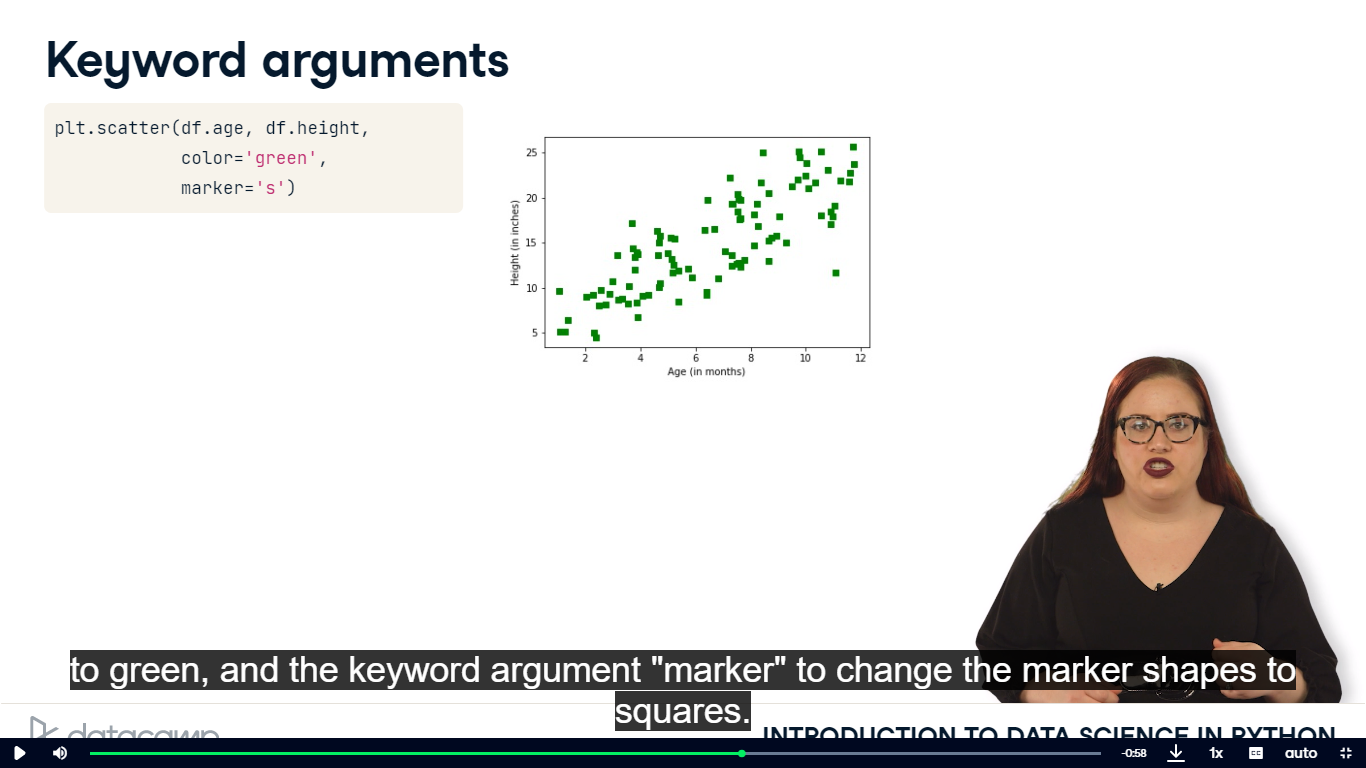 Keyword arguments
plt.scatter(df.age, df.height,
color='green',
marker='s')
25
20
15
10
5
Height (in inches)
2 4 6 8 10 12
Age (in months)
to green, and the keyword argument "marker" to change the marker shapes to
squares.
datacamp
INTRODUCTION TO DATA SCIENCE IN PYTHON
-0:58 1x CC auto